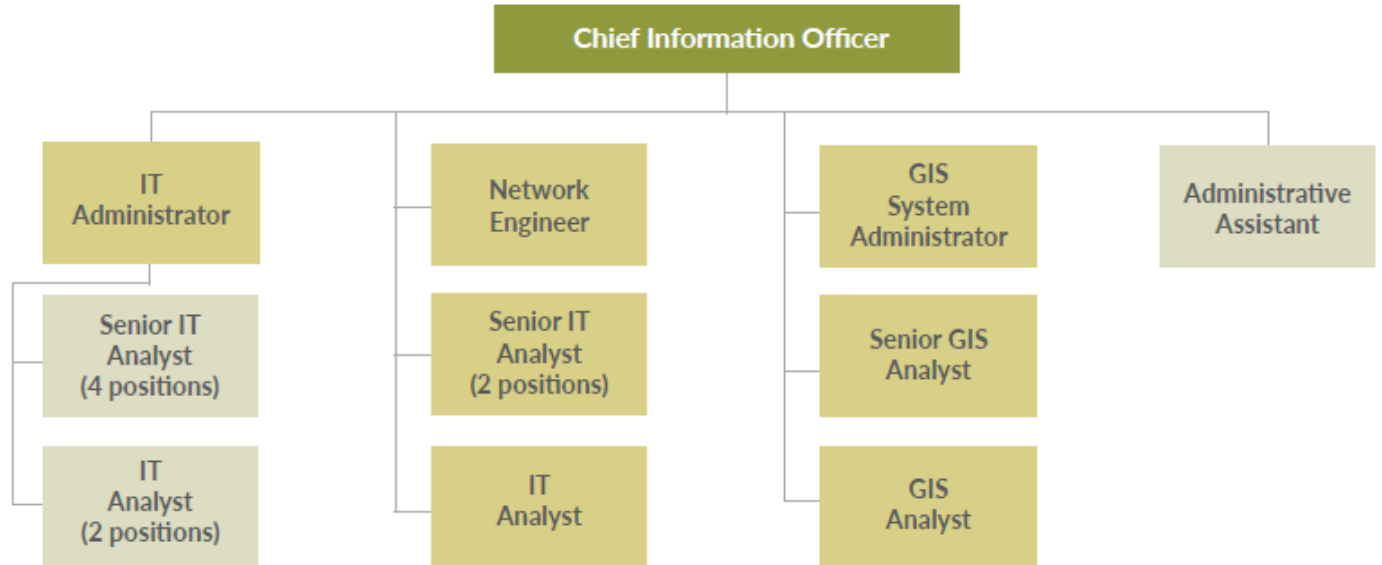 Chief Information Officer
IT
Administrator
Senior IT
Analyst
(4 positions)
IT
Analyst
(2 positions)
Network
Engineer
Senior IT
Analyst
(2 positions)
IT
Analyst
GIS
System
Administrator
Senior GIS
Analyst
GIS
Analyst
Administrative
Assistant